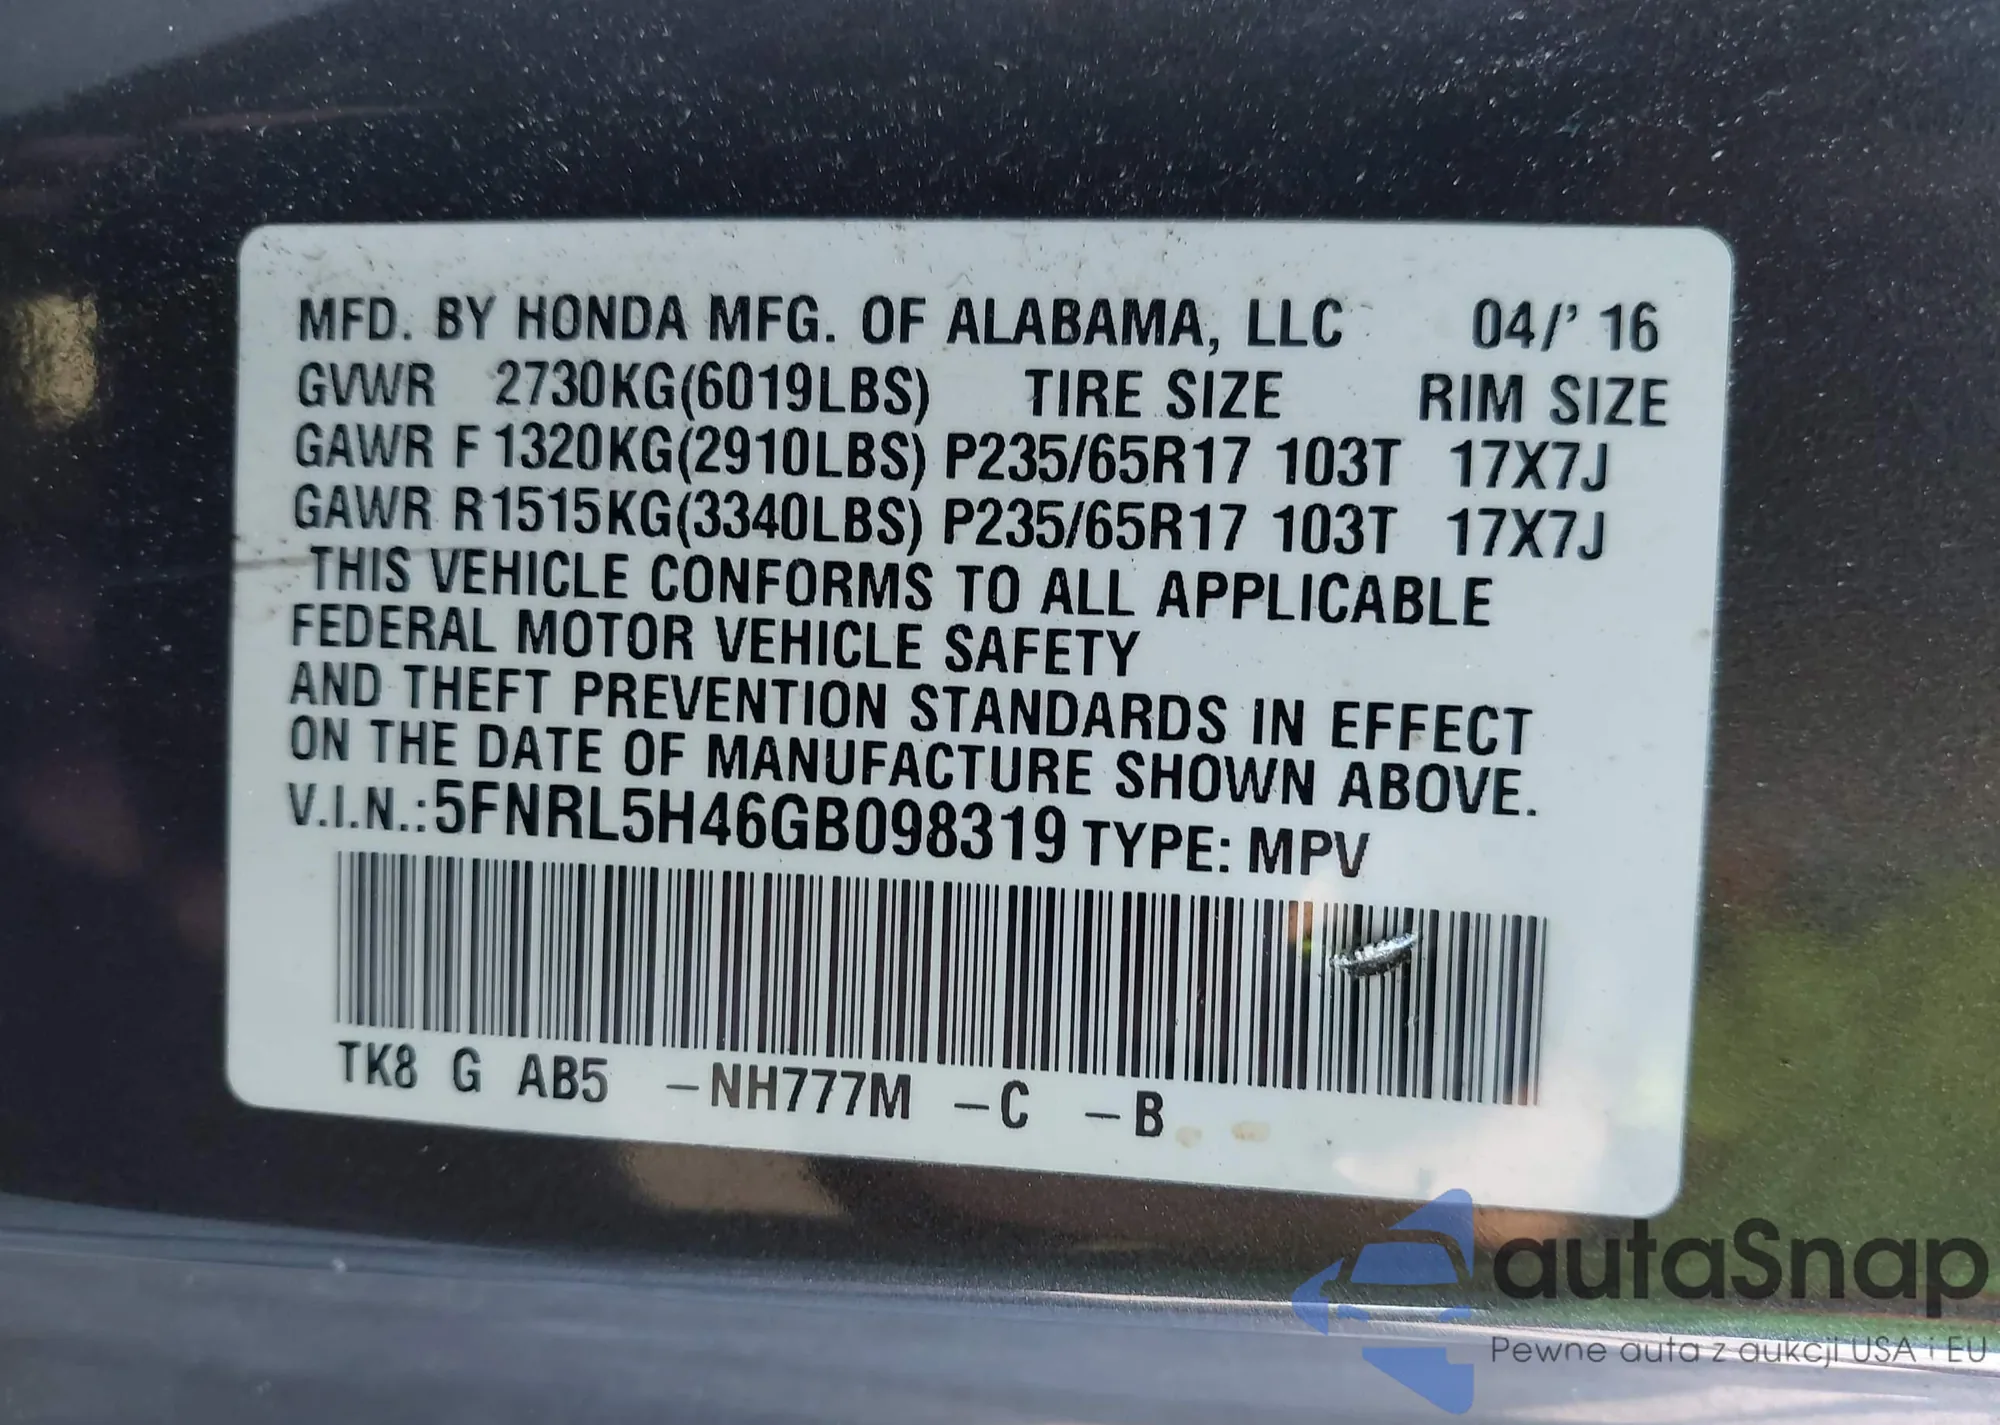 MFD. BY HONDA MFG. OF ALABAMA, LLC 04/' 16
GVWR 2730KG(6019LBS) TIRE SIZE RIM SIZE
GAWR F 1320KG(2910LBS) P235/65R17 103T 17X7J
GAWR R1515KG(3340LBS) P235/65R17 103T 17X7J
THIS VEHICLE CONFORMS TO ALL APPLICABLE
FEDERAL MOTOR VEHICLE SAFETY
AND THEFT PREVENTION STANDARDS IN EFFECT
ON THE DATE OF MANUFACTURE SHOWN ABOVE.
V.I.N.:5FNRL5H46GB098319 TYPE: MPV
TK8 G AB5 -NH777M -C -B
autaSnap
Pewne auta z aukcji USA i EU